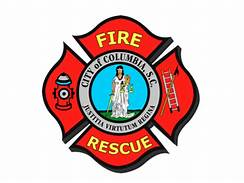 FIRE
CITY OF COLUMBIA, S.C.
JUSTITIA VIRTUTUM REGINA
RESCUE